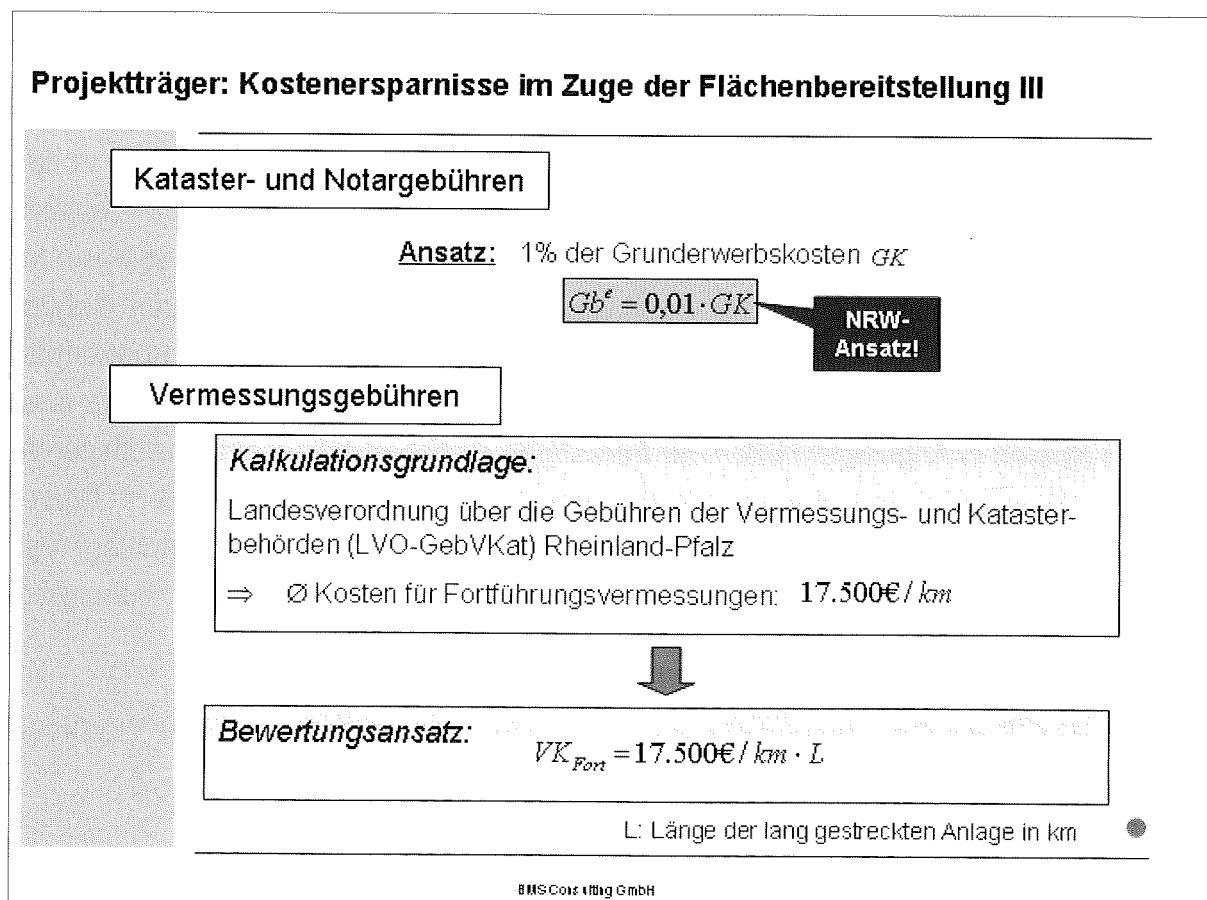 Projektträger: Kostenersparnisse im Zuge der Flächenbereitstellung III
Kataster- und Notargebühren
Ansatz: 1% der Grunderwerbskosten GK
Gb^e = 0,01 · GK
NRW-
Ansatz!
Vermessungsgebühren
Kalkulationsgrundlage:
Landesverordnung über die Gebühren der Vermessungs- und Kataster-
behörden (LVO-GebVKat) Rheinland-Pfalz
⇒ Ø Kosten für Fortführungsvermessungen: 17.500€/ km
Bewertungsansatz:
VK_Fort = 17.500€/ km · L
L: Länge der lang gestreckten Anlage in km
BMS Consulting GmbH